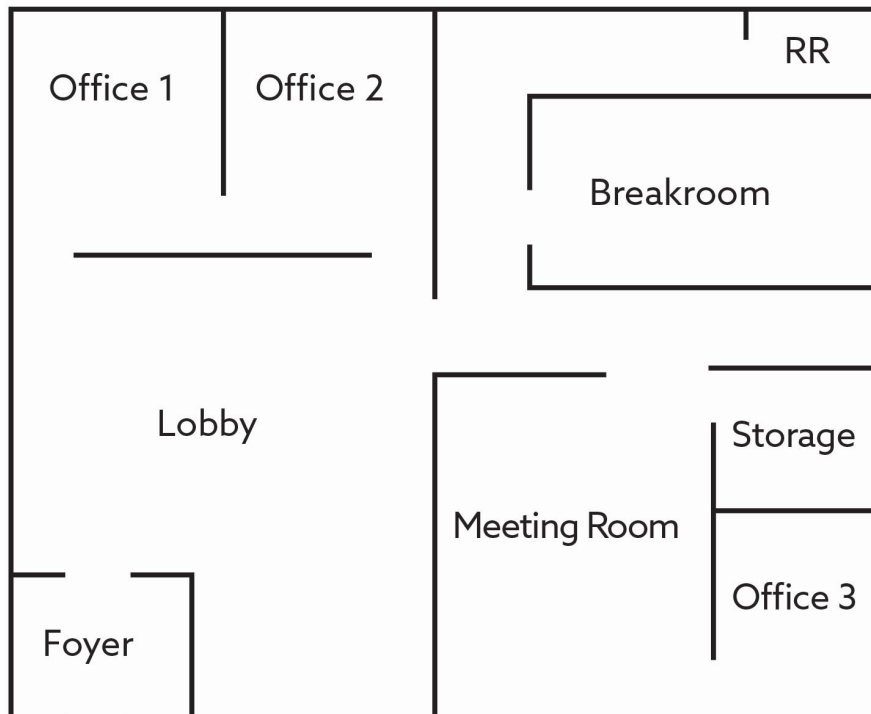 RR
Office 1
Office 2
Breakroom
Lobby
Storage
Meeting Room
Office 3
Foyer